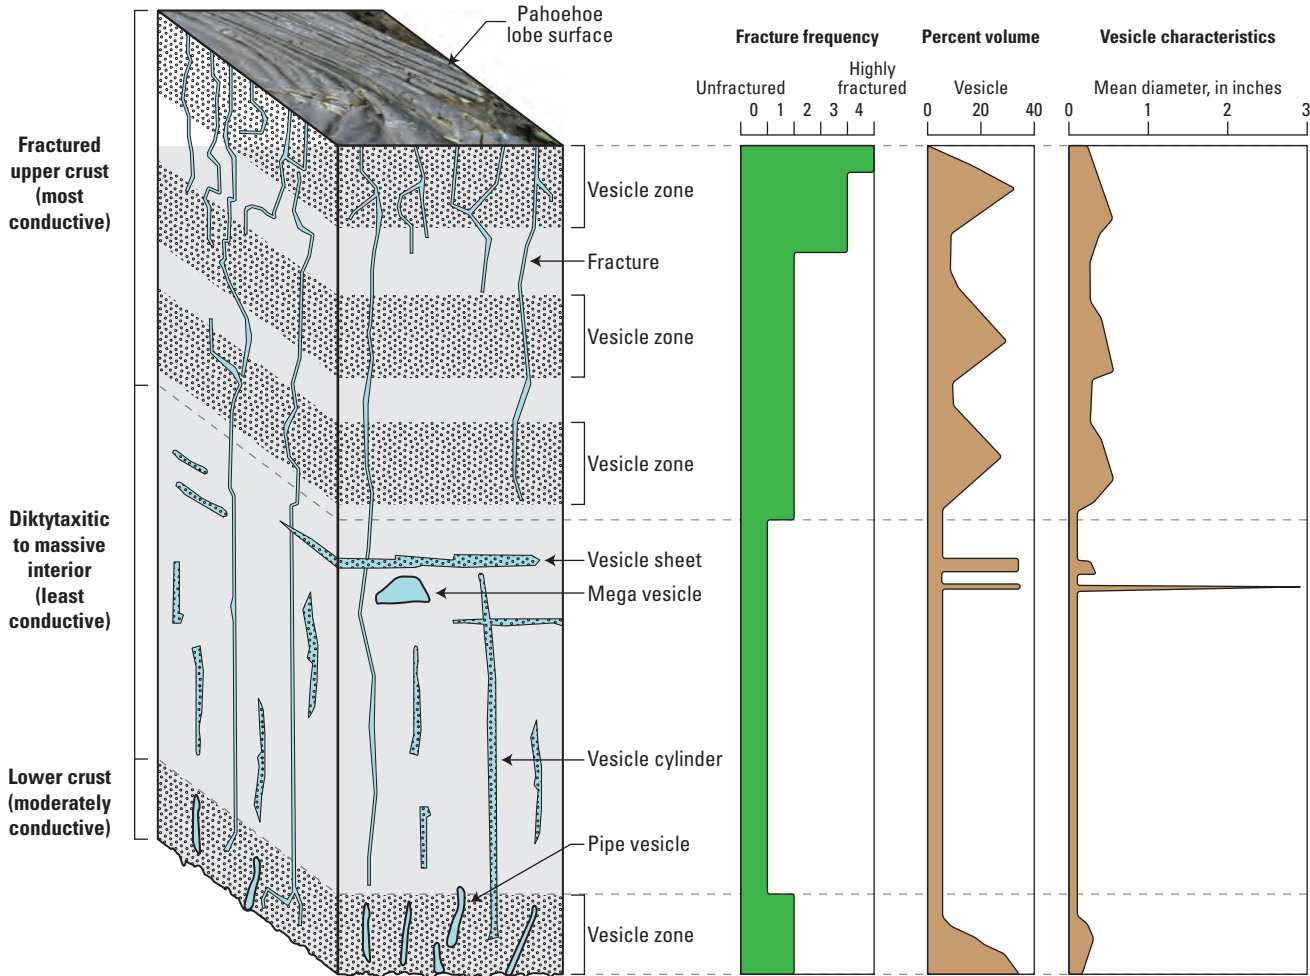 Pahoehoe
lobe surface
Fracture frequency
Percent volume
Vesicle characteristics
Unfractured
Highly
fractured
Vesicle
Mean diameter, in inches
0 1 2 3 4
0 20 40
0 1 2 3
Fractured
upper crust
(most
conductive)
Vesicle zone
Fracture
Vesicle zone
Vesicle zone
Diktytaxitic
to massive
interior
(least
conductive)
Vesicle sheet
Mega vesicle
Vesicle cylinder
Lower crust
(moderately
conductive)
Pipe vesicle
Vesicle zone